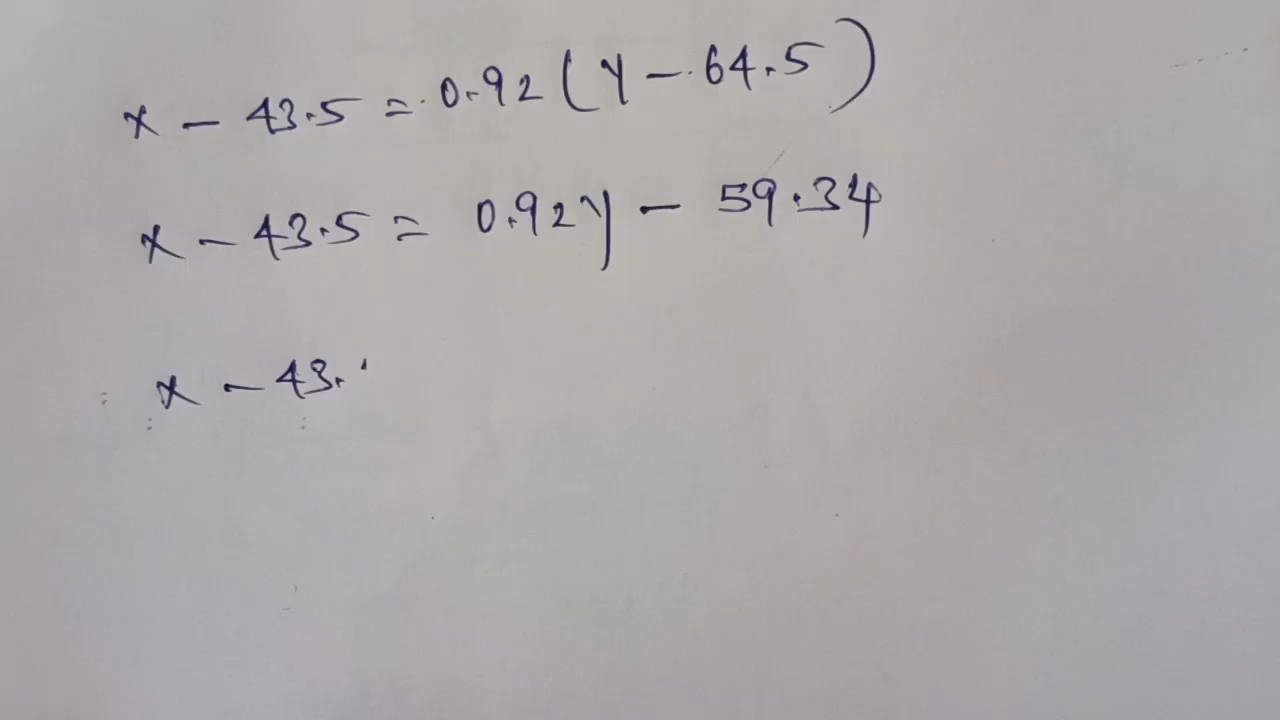 x - 43.5 = 0.92 (y - 64.5)
x - 43.5 = 0.92y - 59.34
x - 43.